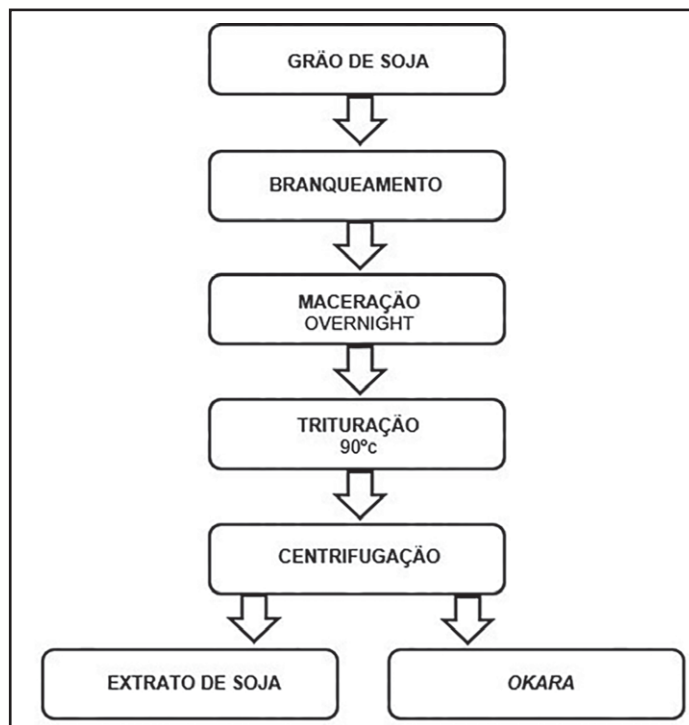 GRÃO DE SOJA
BRANQUEAMENTO
MACERAÇÃO
OVERNIGHT
TRITURAÇÃO
90ºc
CENTRIFUGAÇÃO
EXTRATO DE SOJA
OKARA